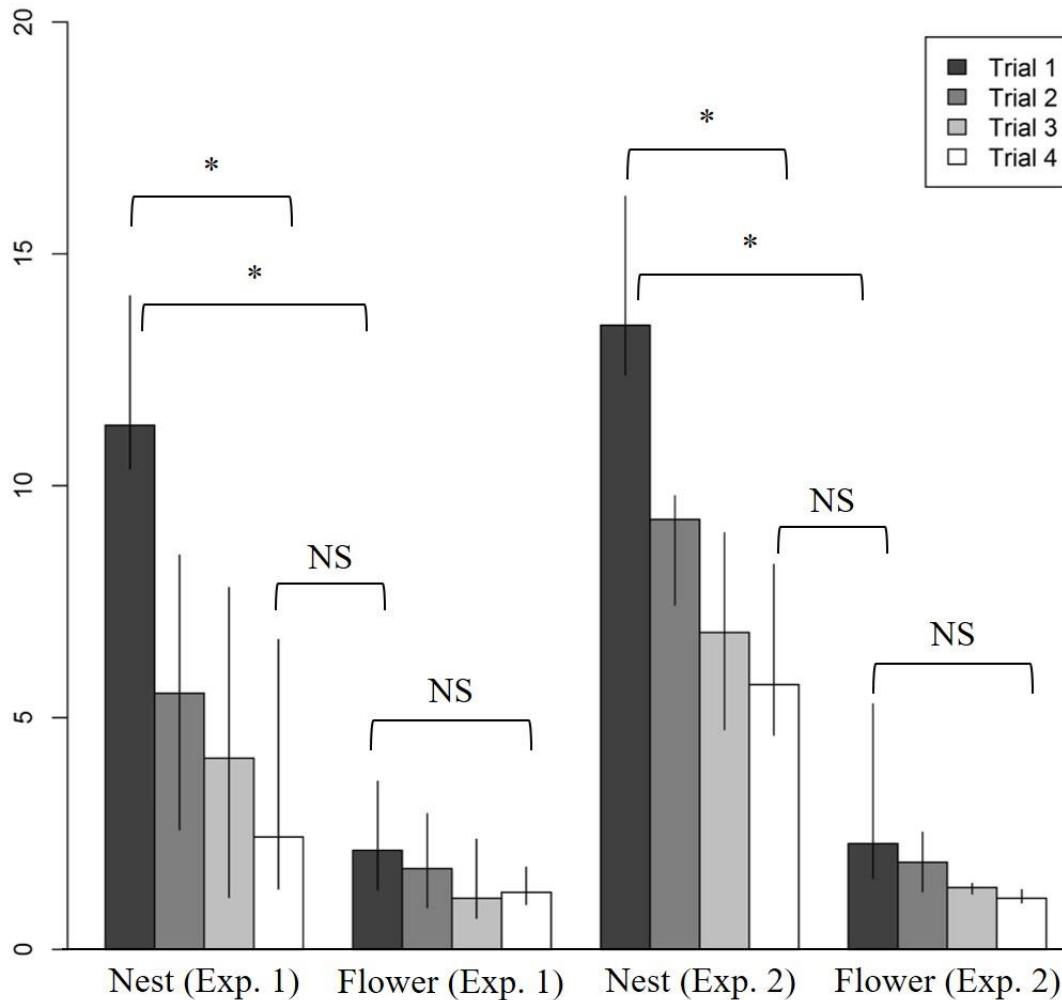 20
15
10
5
0
Trial 1
Trial 2
Trial 3
Trial 4
*
*
NS
NS
*
*
NS
NS
Nest (Exp. 1) Flower (Exp. 1) Nest (Exp. 2) Flower (Exp. 2)